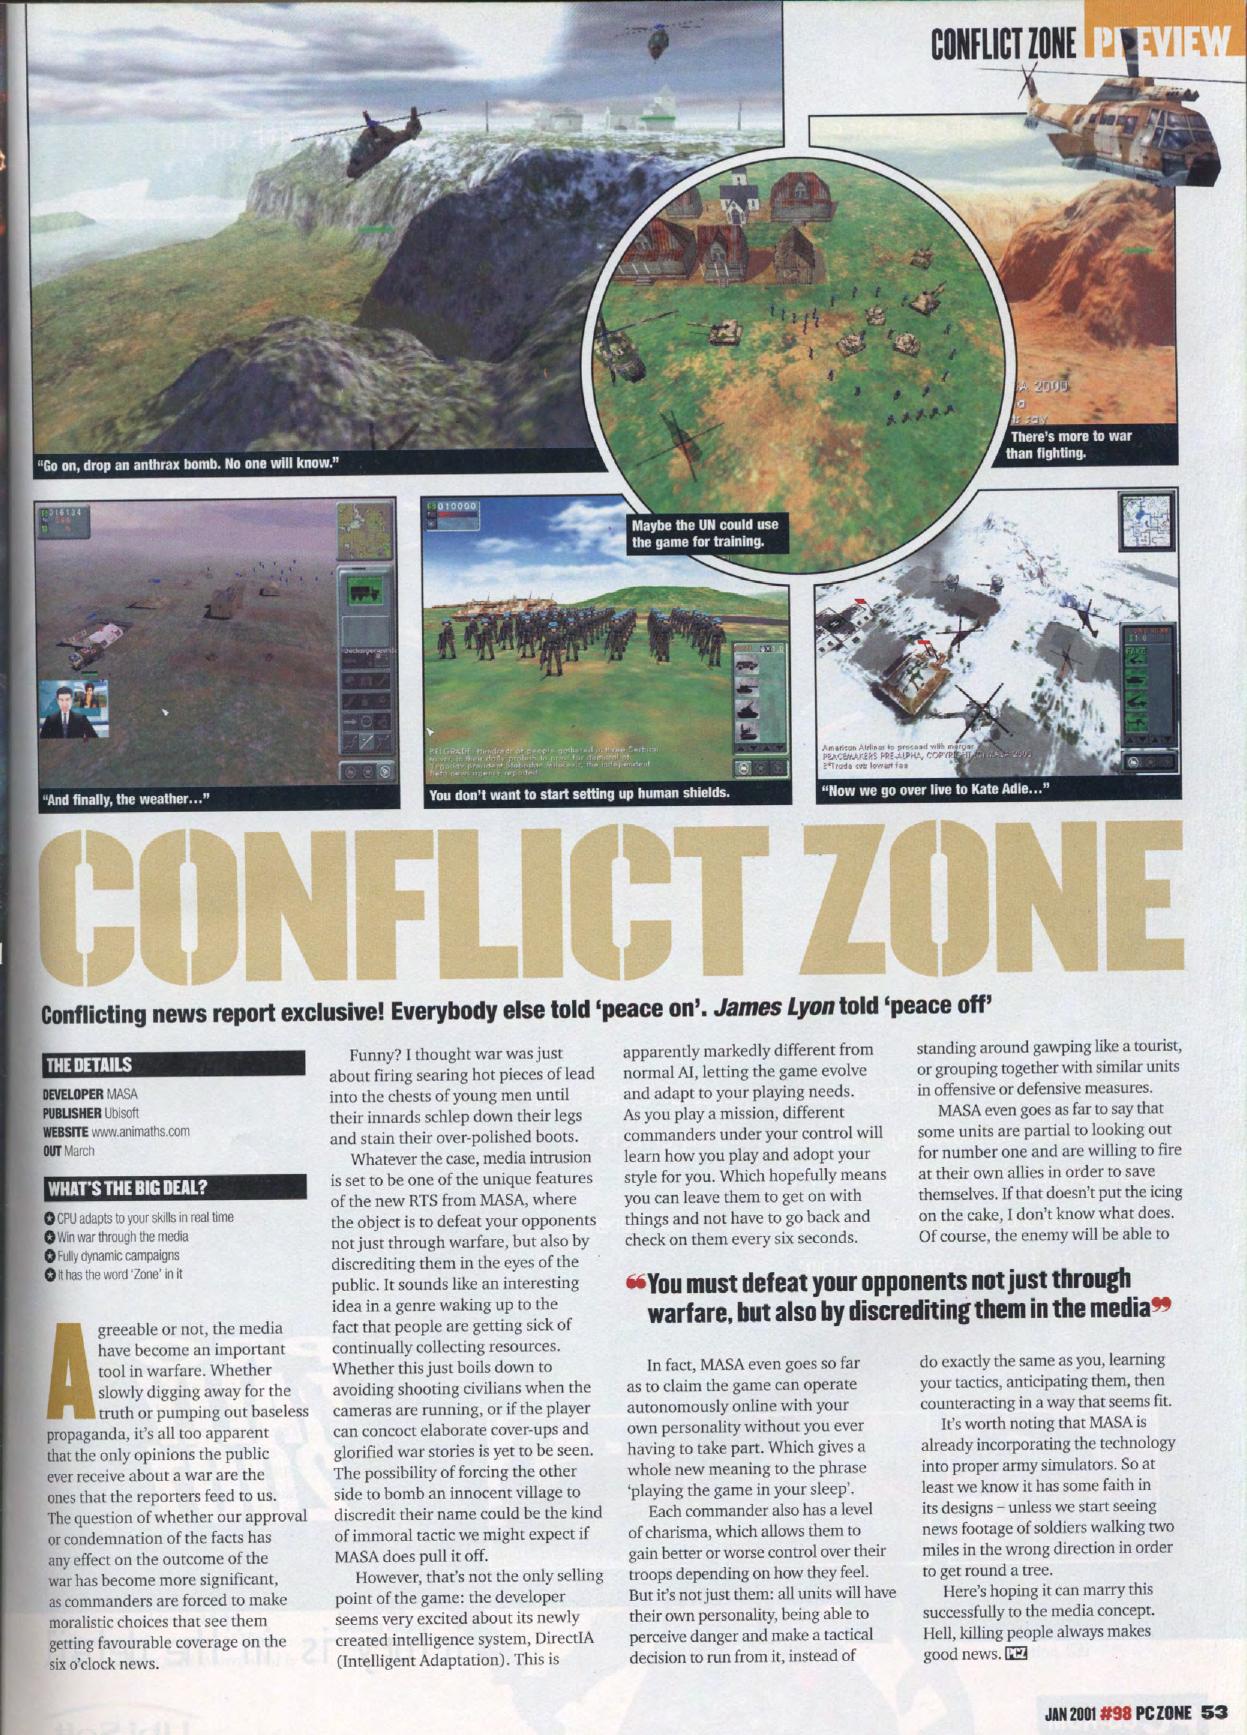 CONFLICT ZONE PREVIEW
"Go on, drop an anthrax bomb. No one will know."
There's more to war
than fighting.
Maybe the UN could use
the game for training.
016134
010000
American Airlines to proceed with merger
PEACEMAKERS PRE-ALPHA, COPYRIGHT
"And finally, the weather..."
You don't want to start setting up human shields.
"Now we go over live to Kate Adie..."
CONFLICT ZONE
Conflicting news report exclusive! Everybody else told 'peace on'. James Lyon told 'peace off'
THE DETAILS
DEVELOPER MASA
PUBLISHER Ubisoft
WEBSITE www.animaths.com
OUT March
WHAT'S THE BIG DEAL?
CPU adapts to your skills in real time
Win war through the media
Fully dynamic campaigns
It has the word 'Zone' in it
Agreeable or not, the media
have become an important
tool in warfare. Whether
slowly digging away for the
truth or pumping out baseless
propaganda, it's all too apparent
that the only opinions the public
ever receive about a war are the
ones that the reporters feed to us.
The question of whether our approval
or condemnation of the facts has
any effect on the outcome of the
war has become more significant,
as commanders are forced to make
moralistic choices that see them
getting favourable coverage on the
six o'clock news.
Funny? I thought war was just
about firing searing hot pieces of lead
into the chests of young men until
their innards schlep down their legs
and stain their over-polished boots.
Whatever the case, media intrusion
is set to be one of the unique features
of the new RTS from MASA, where
the object is to defeat your opponents
not just through warfare, but also by
discrediting them in the eyes of the
public. It sounds like an interesting
idea in a genre waking up to the
fact that people are getting sick of
continually collecting resources.
Whether this just boils down to
avoiding shooting civilians when the
cameras are running, or if the player
can concoct elaborate cover-ups and
glorified war stories is yet to be seen.
The possibility of forcing the other
side to bomb an innocent village to
discredit their name could be the kind
of immoral tactic we might expect if
MASA does pull it off.
However, that's not the only selling
point of the game: the developer
seems very excited about its newly
created intelligence system, DirectIA
(Intelligent Adaptation). This is
apparently markedly different from
normal AI, letting the game evolve
and adapt to your playing needs.
As you play a mission, different
commanders under your control will
learn how you play and adopt your
style for you. Which hopefully means
you can leave them to get on with
things and not have to go back and
check on them every six seconds.
In fact, MASA even goes so far
as to claim the game can operate
autonomously online with your
own personality without you ever
having to take part. Which gives a
whole new meaning to the phrase
'playing the game in your sleep'.
Each commander also has a level
of charisma, which allows them to
gain better or worse control over their
troops depending on how they feel.
But it's not just them: all units will have
their own personality, being able to
perceive danger and make a tactical
decision to run from it, instead of
standing around gawping like a tourist,
or grouping together with similar units
in offensive or defensive measures.
MASA even goes as far to say that
some units are partial to looking out
for number one and are willing to fire
at their own allies in order to save
themselves. If that doesn't put the icing
on the cake, I don't know what does.
Of course, the enemy will be able to
"You must defeat your opponents not just through
warfare, but also by discrediting them in the media"
do exactly the same as you, learning
your tactics, anticipating them, then
counteracting in a way that seems fit.
It's worth noting that MASA is
already incorporating the technology
into proper army simulators. So at
least we know it has some faith in
its designs – unless we start seeing
news footage of soldiers walking two
miles in the wrong direction in order
to get round a tree.
Here's hoping it can marry this
successfully to the media concept.
Hell, killing people always makes
good news. PCZ
JAN 2001 #98 PC ZONE 53